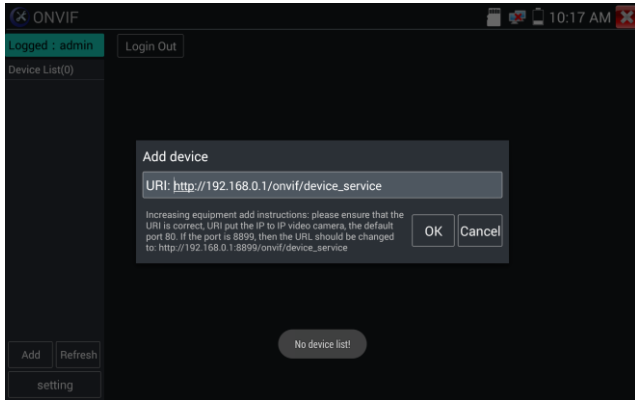 ONVIF
10:17 AM
Logged : admin
Login Out
Device List(0)
Add device
URI: http://192.168.0.1/onvif/device_service
Increasing equipment add instructions: please ensure that the
URI is correct, URI put the IP to IP video camera, the default
port 80. If the port is 8899, then the URL should be changed
to: http://192.168.0.1:8899/onvif/device_service
OK
Cancel
No device list!
Add
Refresh
setting